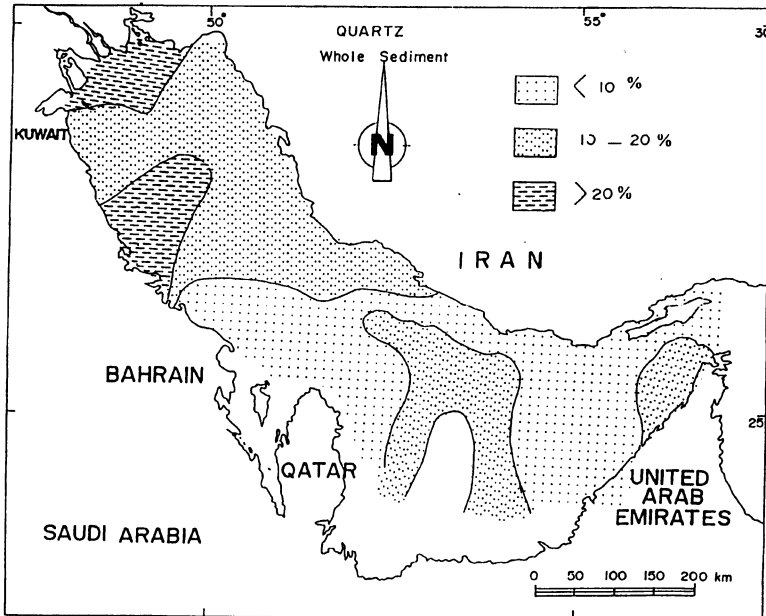 50°
55°
30
QUARTZ
Whole Sediment
< 10 %
N
10 – 20 %
> 20 %
KUWAIT
IRAN
BAHRAIN
25
QATAR
UNITED
ARAB
EMIRATES
SAUDI ARABIA
0 50 100 150 200 km